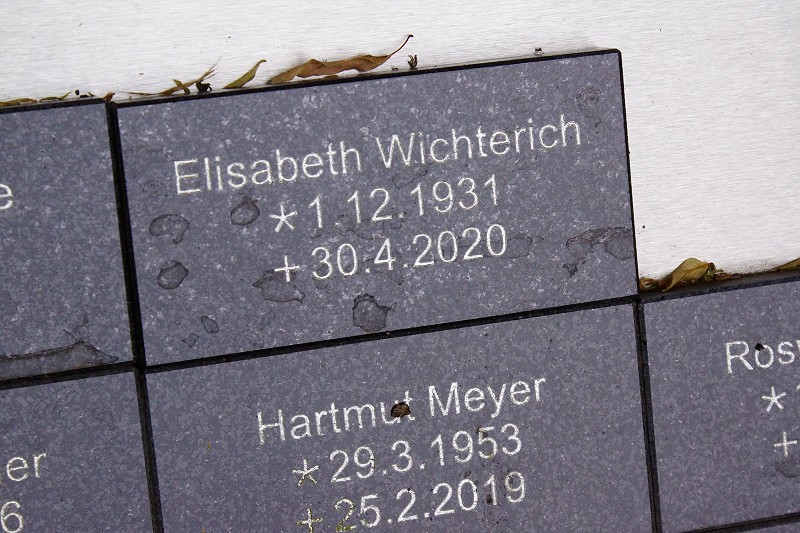 Elisabeth Wichterich
* 1.12.1931
+ 30.4.2020
Hartmut Meyer
* 29.3.1953
+ 25.2.2019